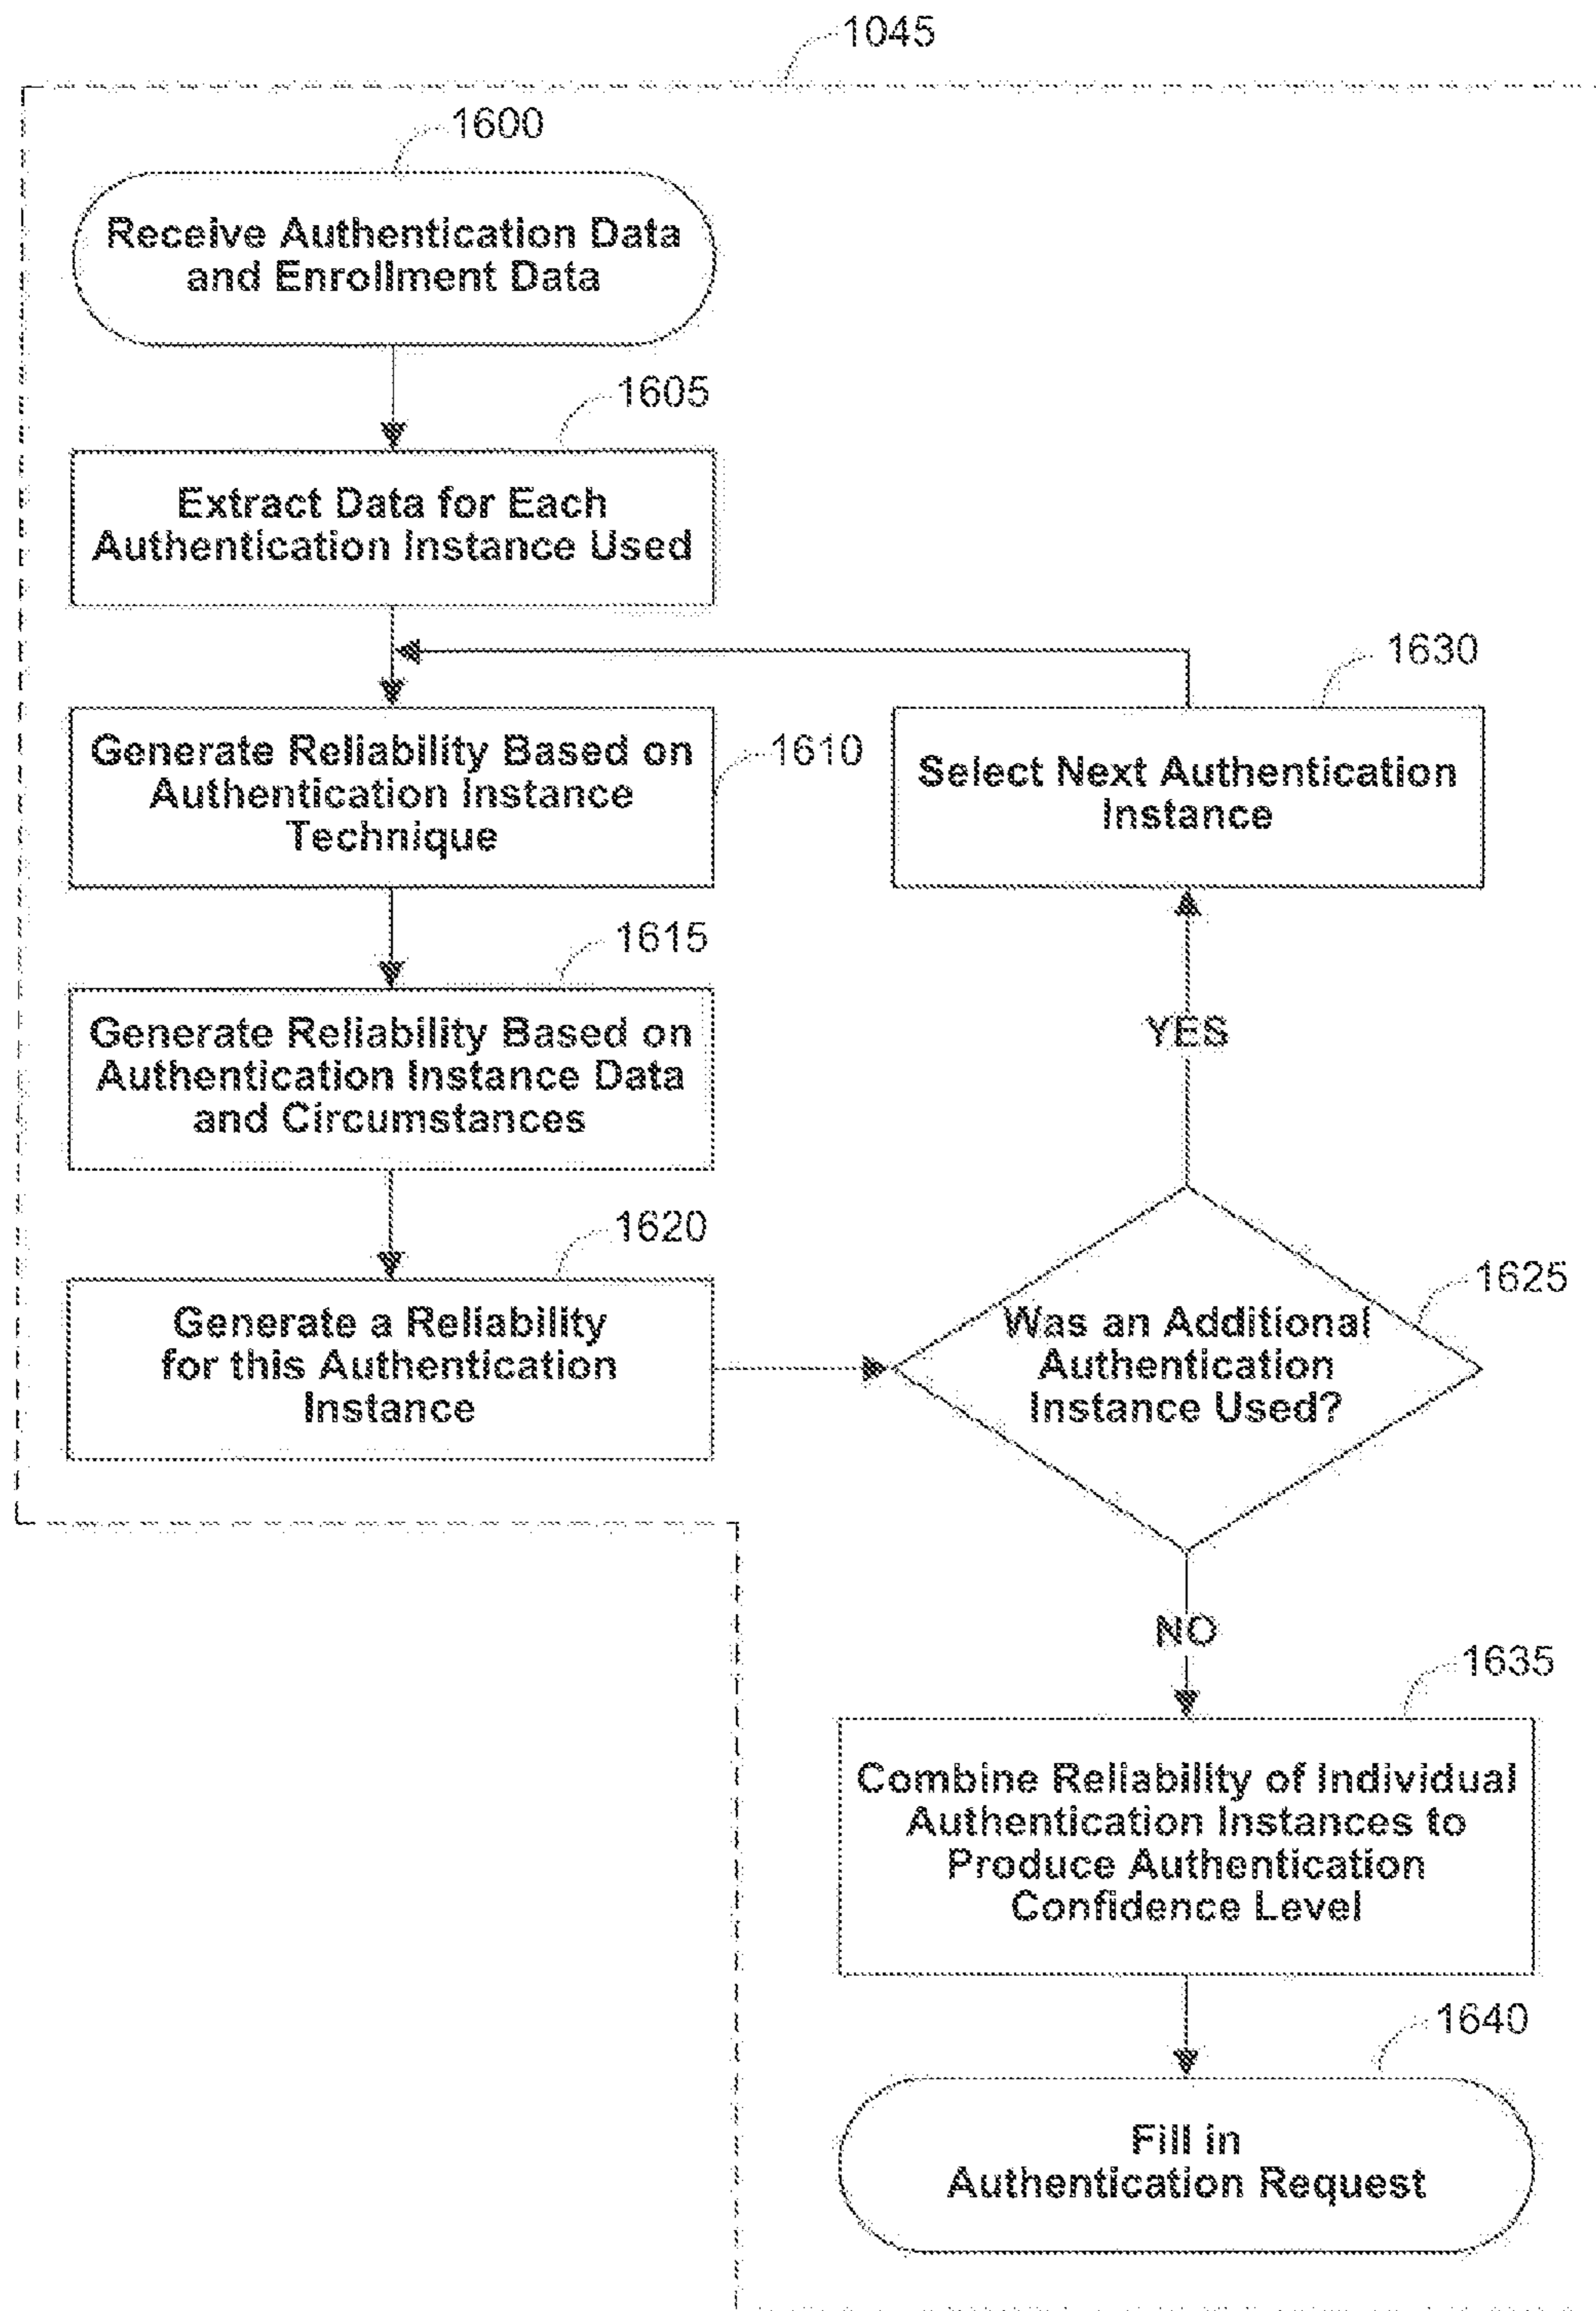 1045
1600
Receive Authentication Data
and Enrollment Data
1605
Extract Data for Each
Authentication Instance Used
1630
Generate Reliability Based on
Authentication Instance
Technique
1610
Select Next Authentication
Instance
1615
Generate Reliability Based on
Authentication Instance Data
and Circumstances
YES
1620
Generate a Reliability
for this Authentication
Instance
1625
Was an Additional
Authentication
Instance Used?
NO
1635
Combine Reliability of Individual
Authentication Instances to
Produce Authentication
Confidence Level
1640
Fill in
Authentication Request